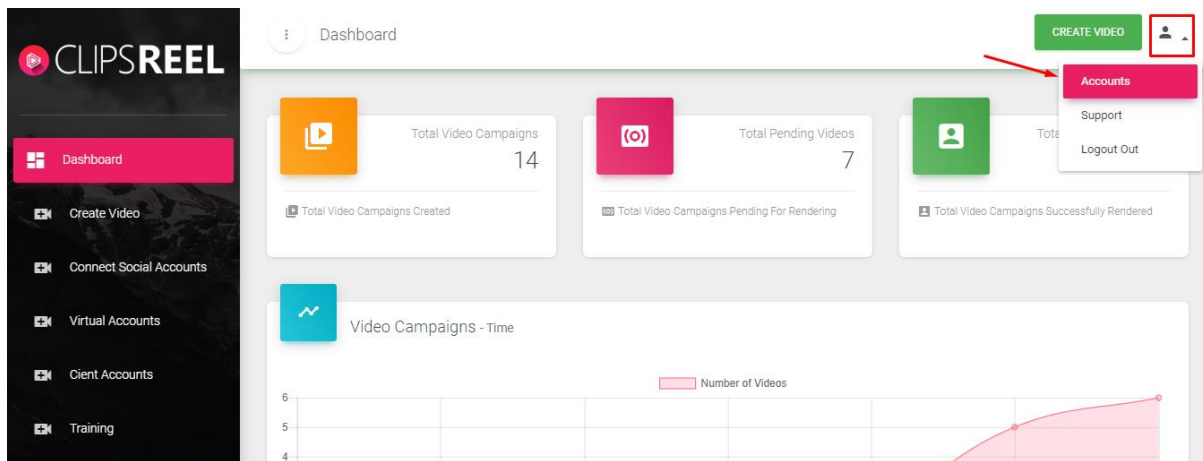 CLIPSREEL
Dashboard
CREATE VIDEO
Accounts
Support
Logout Out
Dashboard
Create Video
Connect Social Accounts
Virtual Accounts
Cient Accounts
Training
Total Video Campaigns
14
Total Video Campaigns Created
Total Pending Videos
7
Total Video Campaigns Pending For Rendering
Tota
Total Video Campaigns Successfully Rendered
Video Campaigns - Time
Number of Videos
6
5
4